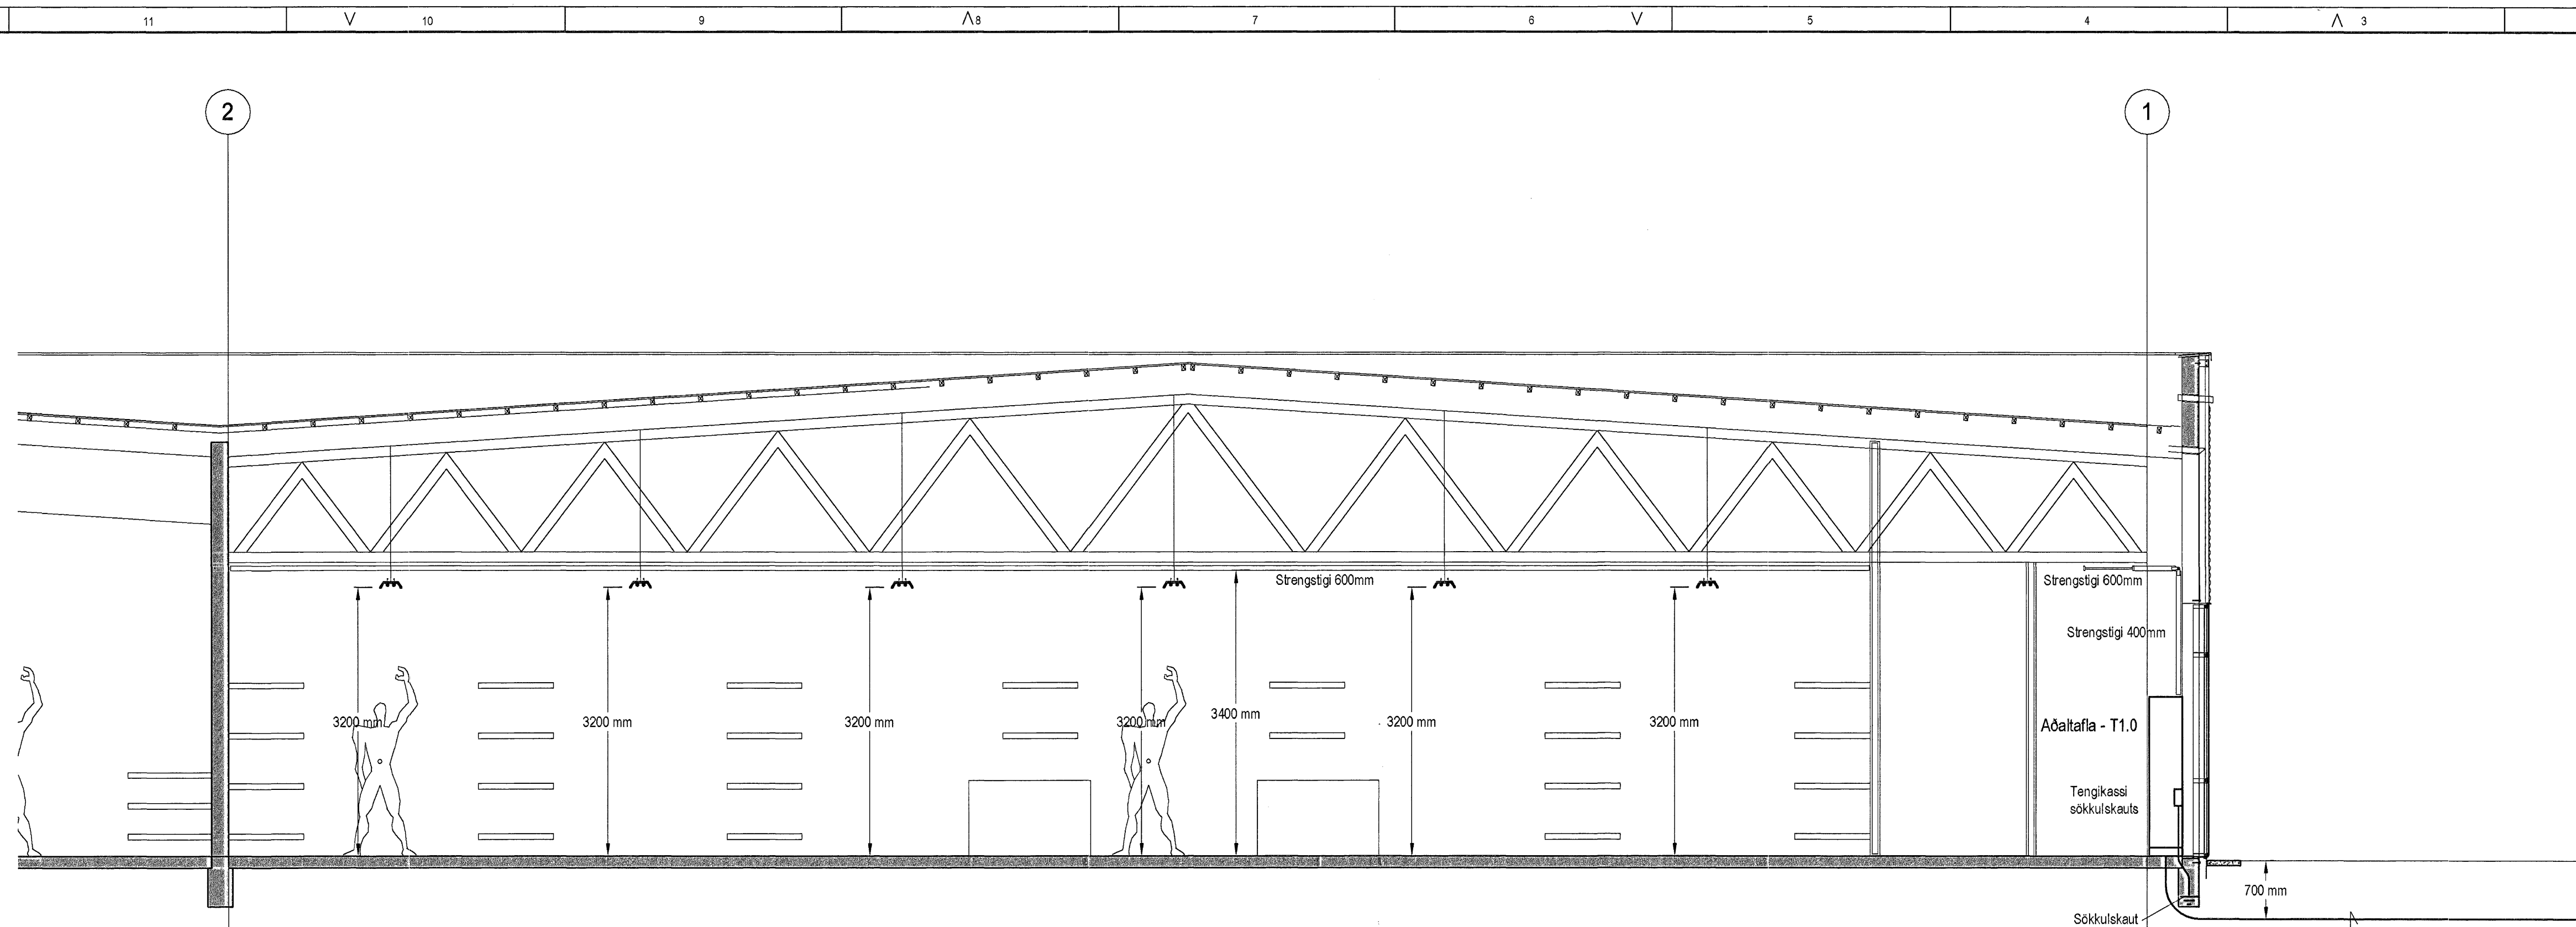 11
10
9
8
7
6
5
4
3
2
1
Strengstigi 600mm
Strengstigi 600mm
Strengstigi 400mm
3200 mm
3200 mm
3200 mm
3200 mm
3400 mm
3200 mm
3200 mm
Aðaltafla - T1.0
Tengikassi
sökkulskauts
700 mm
Sökkulskaut